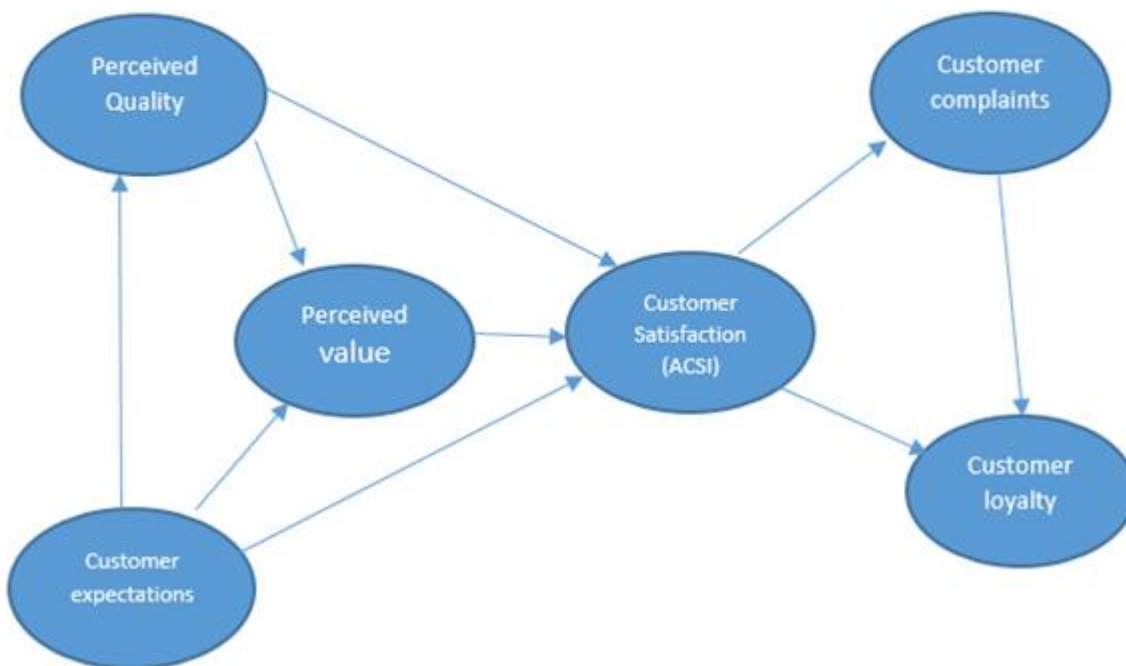 Perceived
Quality
Customer
complaints
Perceived
value
Customer
Satisfaction
(ACSI)
Customer
loyalty
Customer
expectations